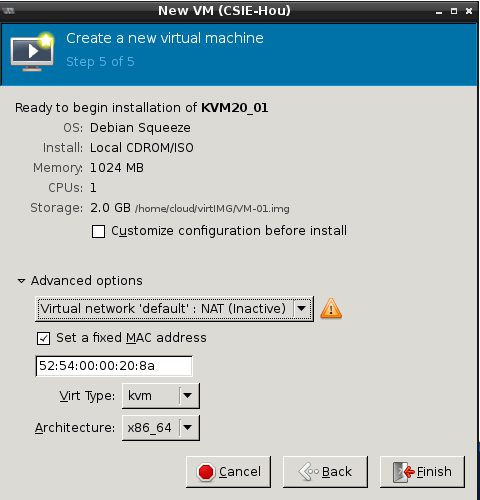 New VM (CSIE-Hou)
Create a new virtual machine
Step 5 of 5
Ready to begin installation of KVM20_01
OS: Debian Squeeze
Install: Local CDROM/ISO
Memory: 1024 MB
CPUs: 1
Storage: 2.0 GB /home/cloud/virtIMG/VM-01.img
Customize configuration before install
Advanced options
Virtual network 'default' : NAT (Inactive)
Set a fixed MAC address
52:54:00:00:20:8a
Virt Type: kvm
Architecture: x86_64
Cancel Back Finish